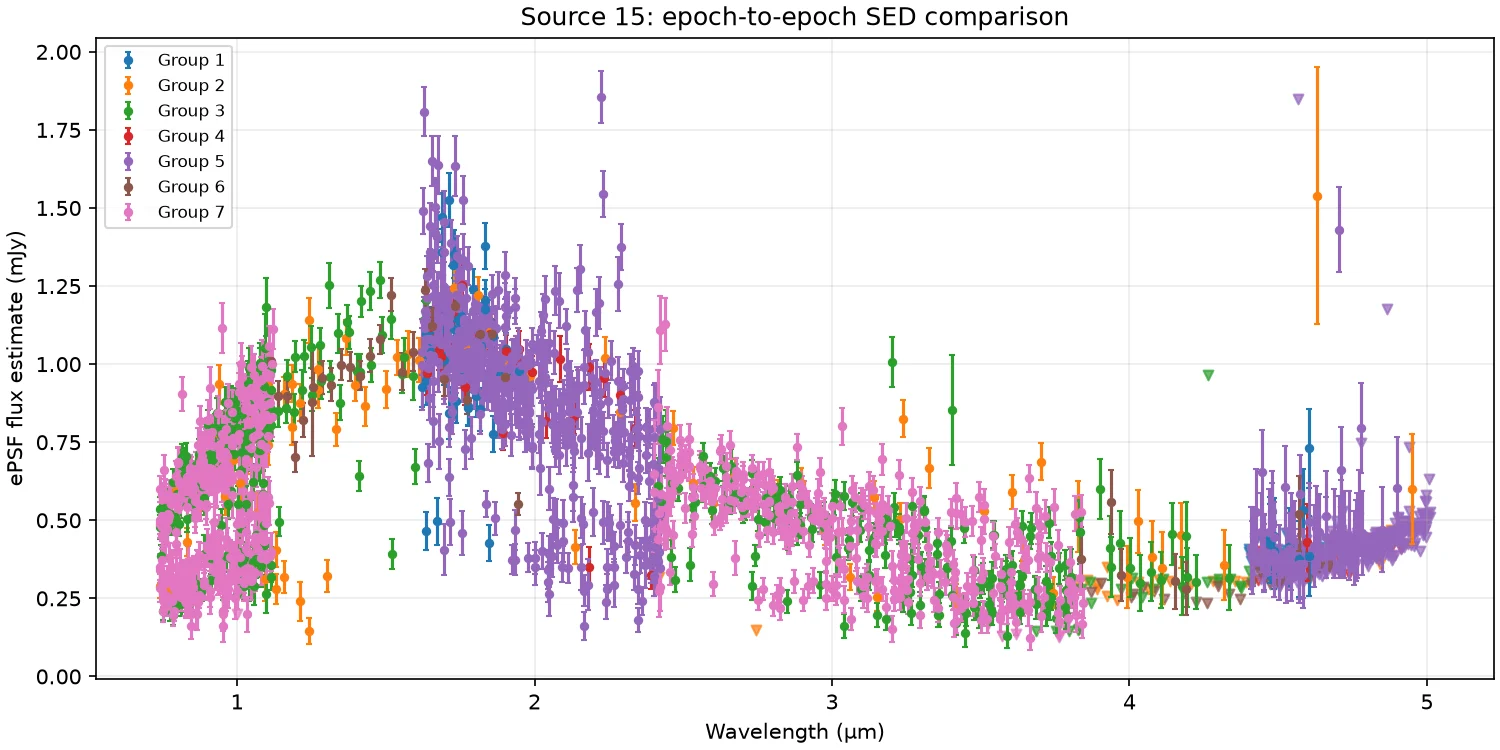 Source 15: epoch-to-epoch SED comparison
2.00
1.75
1.50
1.25
1.00
0.75
0.50
0.25
0.00
ePSF flux estimate (mJy)
Group 1
Group 2
Group 3
Group 4
Group 5
Group 6
Group 7
1 2 3 4 5
Wavelength (μm)